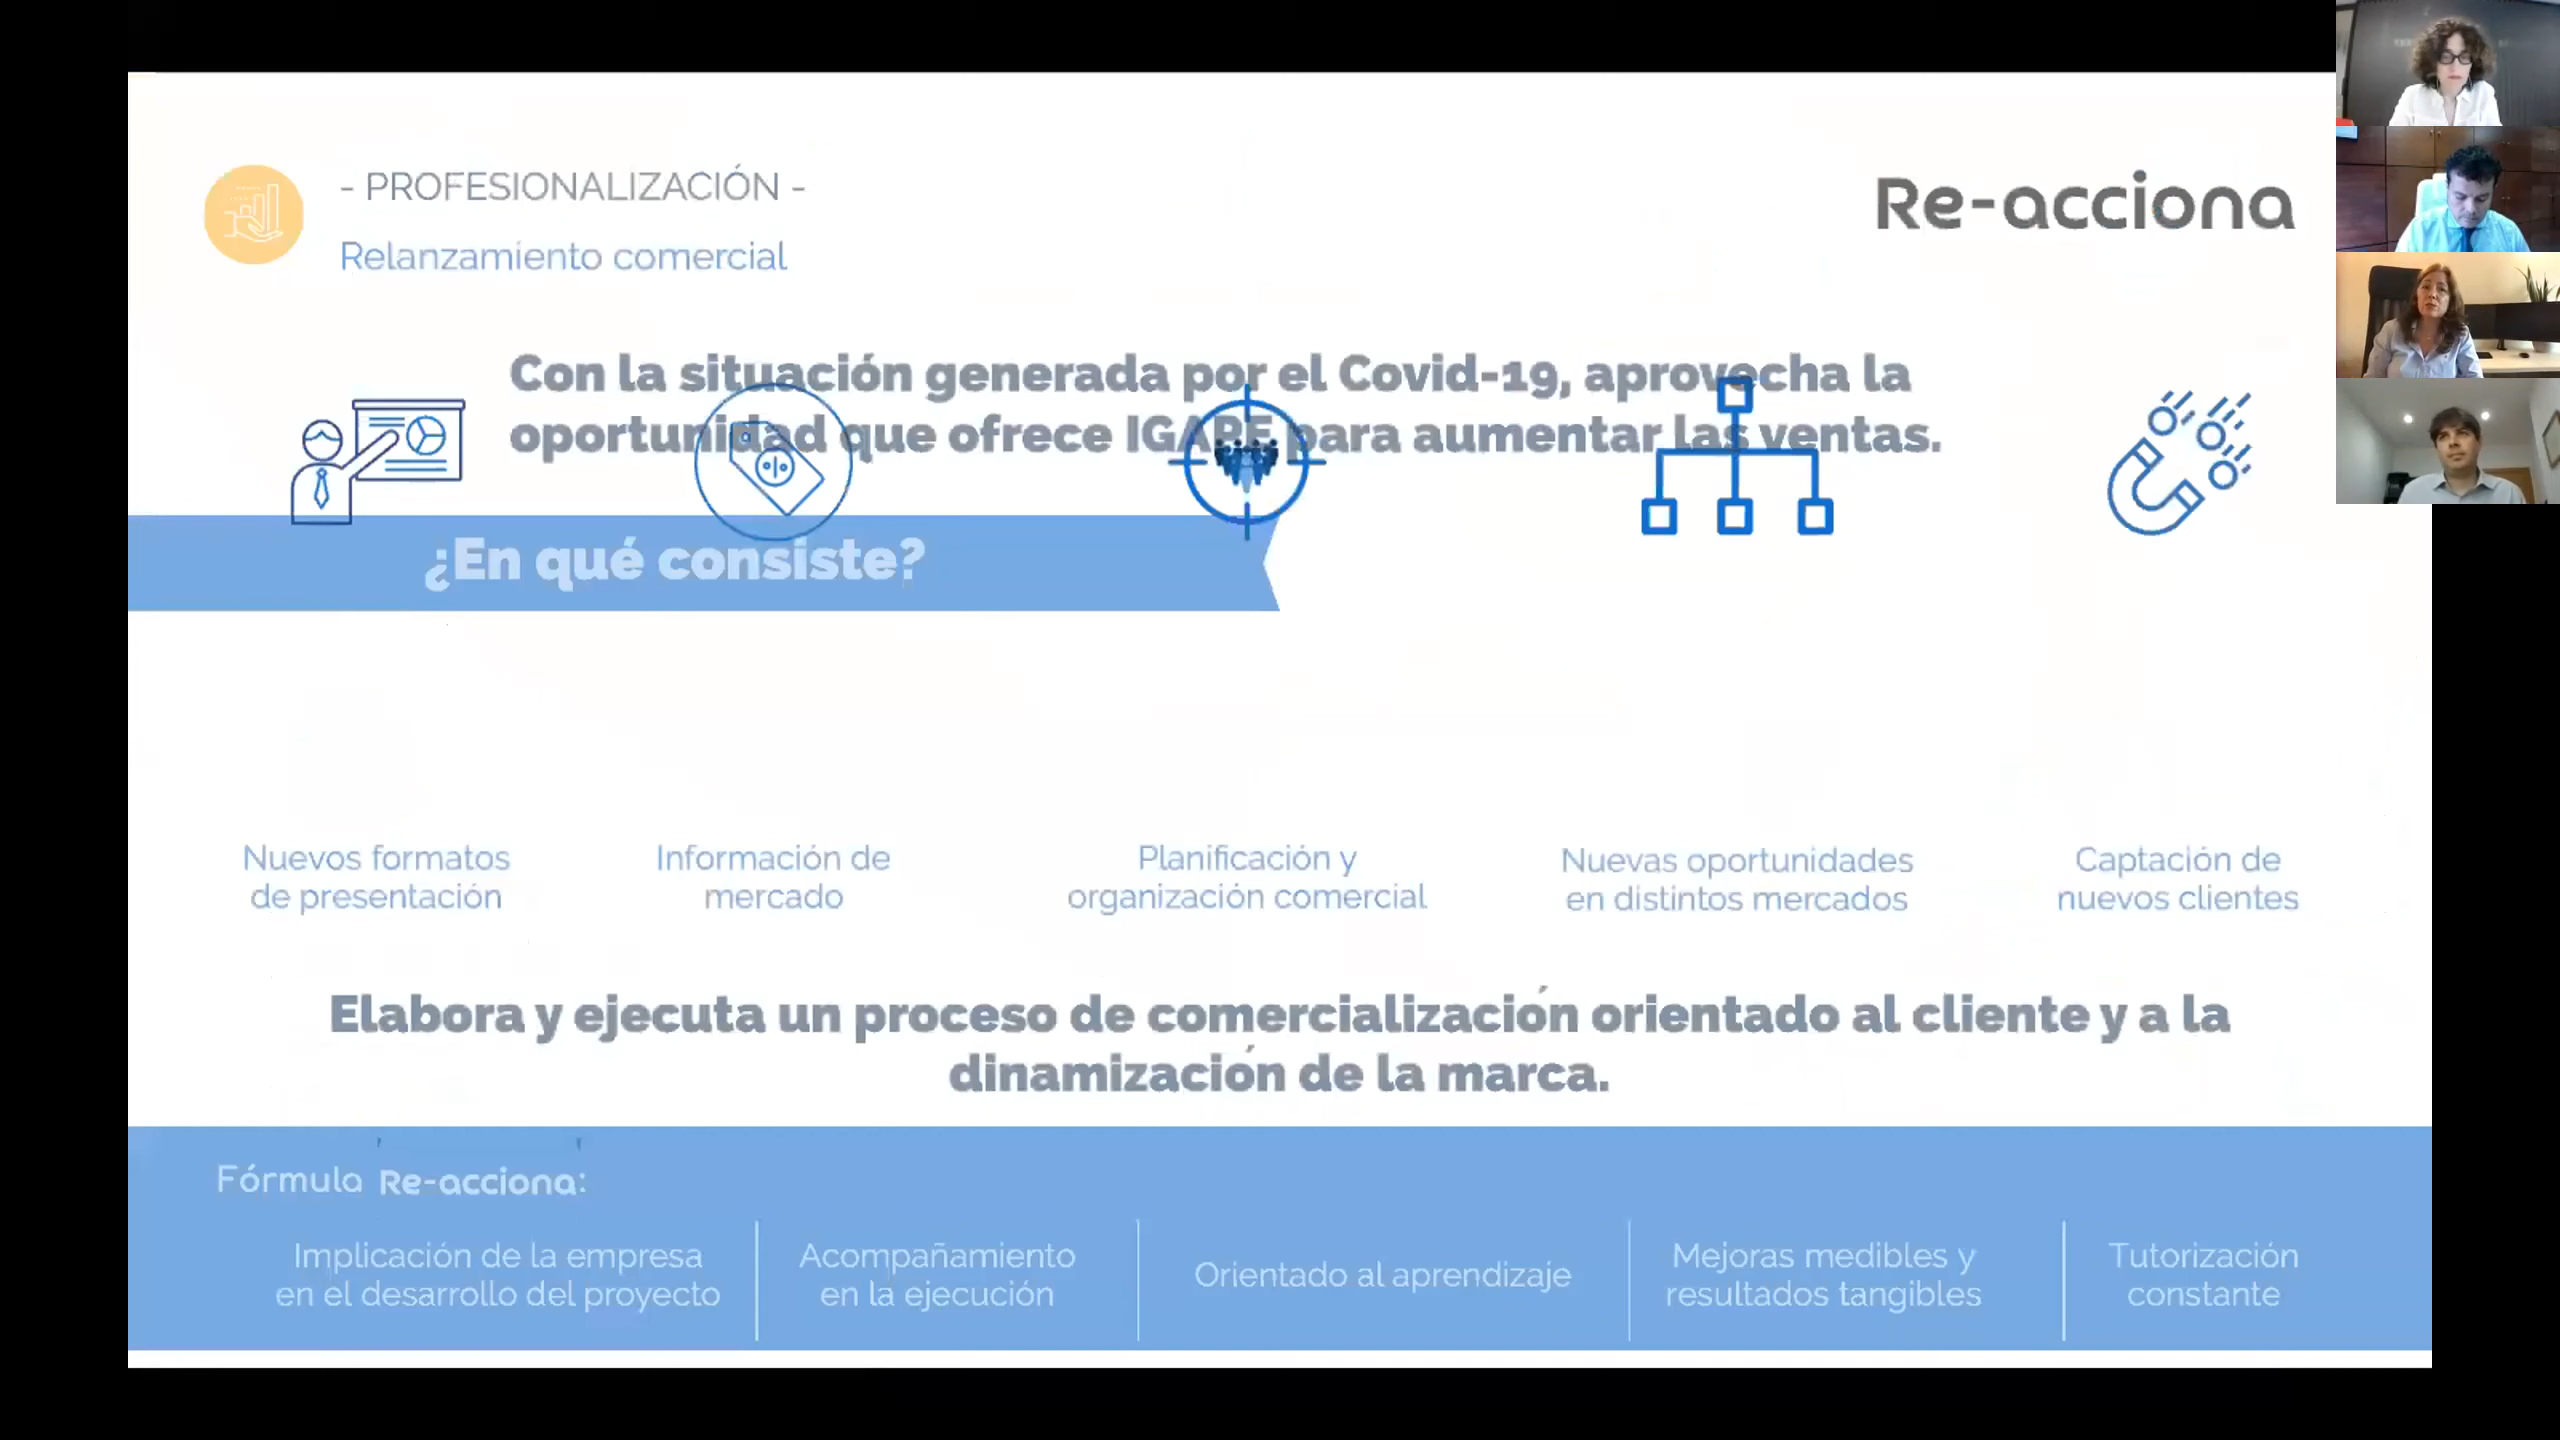 - PROFESIONALIZACIÓN -
Relanzamiento comercial
Re-acciona
Con la situación generada por el Covid-19, aprovecha la
oportunidad que ofrece IGAPE para aumentar las ventas.
¿En qué consiste?
Nuevos formatos
de presentación
Información de
mercado
Planificación y
organización comercial
Nuevas oportunidades
en distintos mercados
Captación de
nuevos clientes
Elabora y ejecuta un proceso de comercialización orientado al cliente y a la
dinamización de la marca.
Fórmula Re-acciona:
Implicación de la empresa
en el desarrollo del proyecto
Acompañamiento
en la ejecución
Orientado al aprendizaje
Mejoras medibles y
resultados tangibles
Tutorización
constante